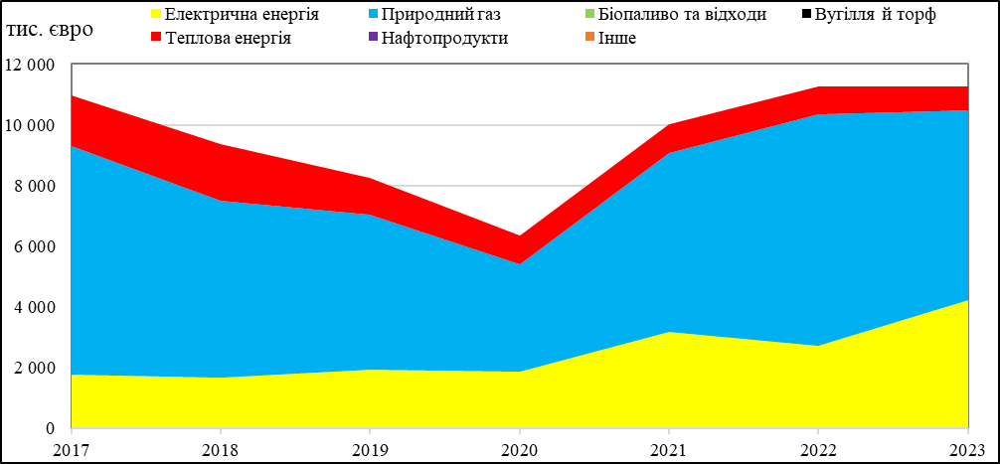 Електрична енергія Природний газ Біопаливо та відходи Вугілля й торф
тис. євро
Теплова енергія Нафтопродукти Інше
12 000
10 000
8 000
6 000
4 000
2 000
0
2017 2018 2019 2020 2021 2022 2023